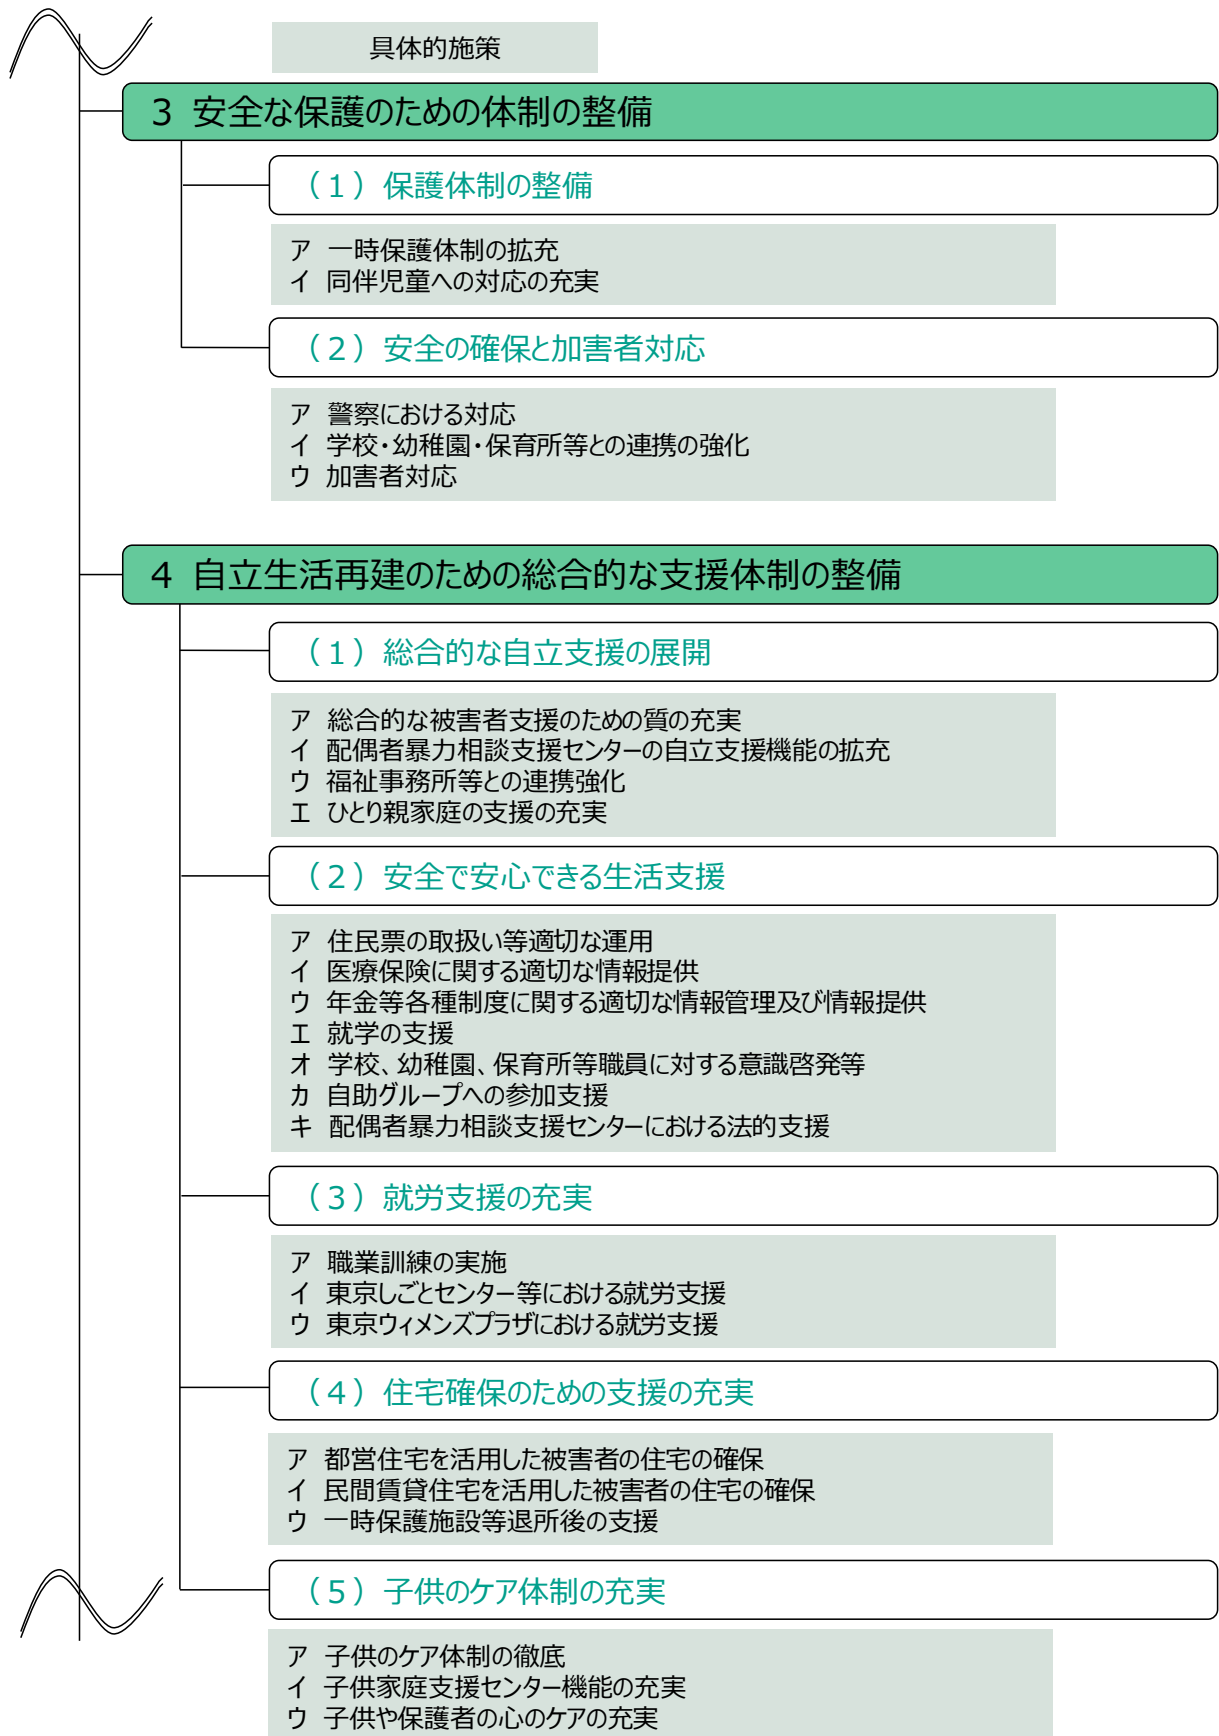 具体的施策
3 安全な保護のための体制の整備
（1）保護体制の整備
ア 一時保護体制の拡充
イ 同伴児童への対応の充実
（2）安全の確保と加害者対応
ア 警察における対応
イ 学校・幼稚園・保育所等との連携の強化
ウ 加害者対応
4 自立生活再建のための総合的な支援体制の整備
（1）総合的な自立支援の展開
ア 総合的な被害者支援のための質の充実
イ 配偶者暴力相談支援センターの自立支援機能の拡充
ウ 福祉事務所等との連携強化
エ ひとり親家庭の支援の充実
（2）安全で安心できる生活支援
ア 住民票の取扱い等適切な運用
イ 医療保険に関する適切な情報提供
ウ 年金等各種制度に関する適切な情報管理及び情報提供
エ 就学の支援
オ 学校、幼稚園、保育所等職員に対する意識啓発等
カ 自助グループへの参加支援
キ 配偶者暴力相談支援センターにおける法的支援
（3）就労支援の充実
ア 職業訓練の実施
イ 東京しごとセンター等における就労支援
ウ 東京ウィメンズプラザにおける就労支援
（4）住宅確保のための支援の充実
ア 都営住宅を活用した被害者の住宅の確保
イ 民間賃貸住宅を活用した被害者の住宅の確保
ウ 一時保護施設等退所後の支援
（5）子供のケア体制の充実
ア 子供のケア体制の徹底
イ 子供家庭支援センター機能の充実
ウ 子供や保護者の心のケアの充実